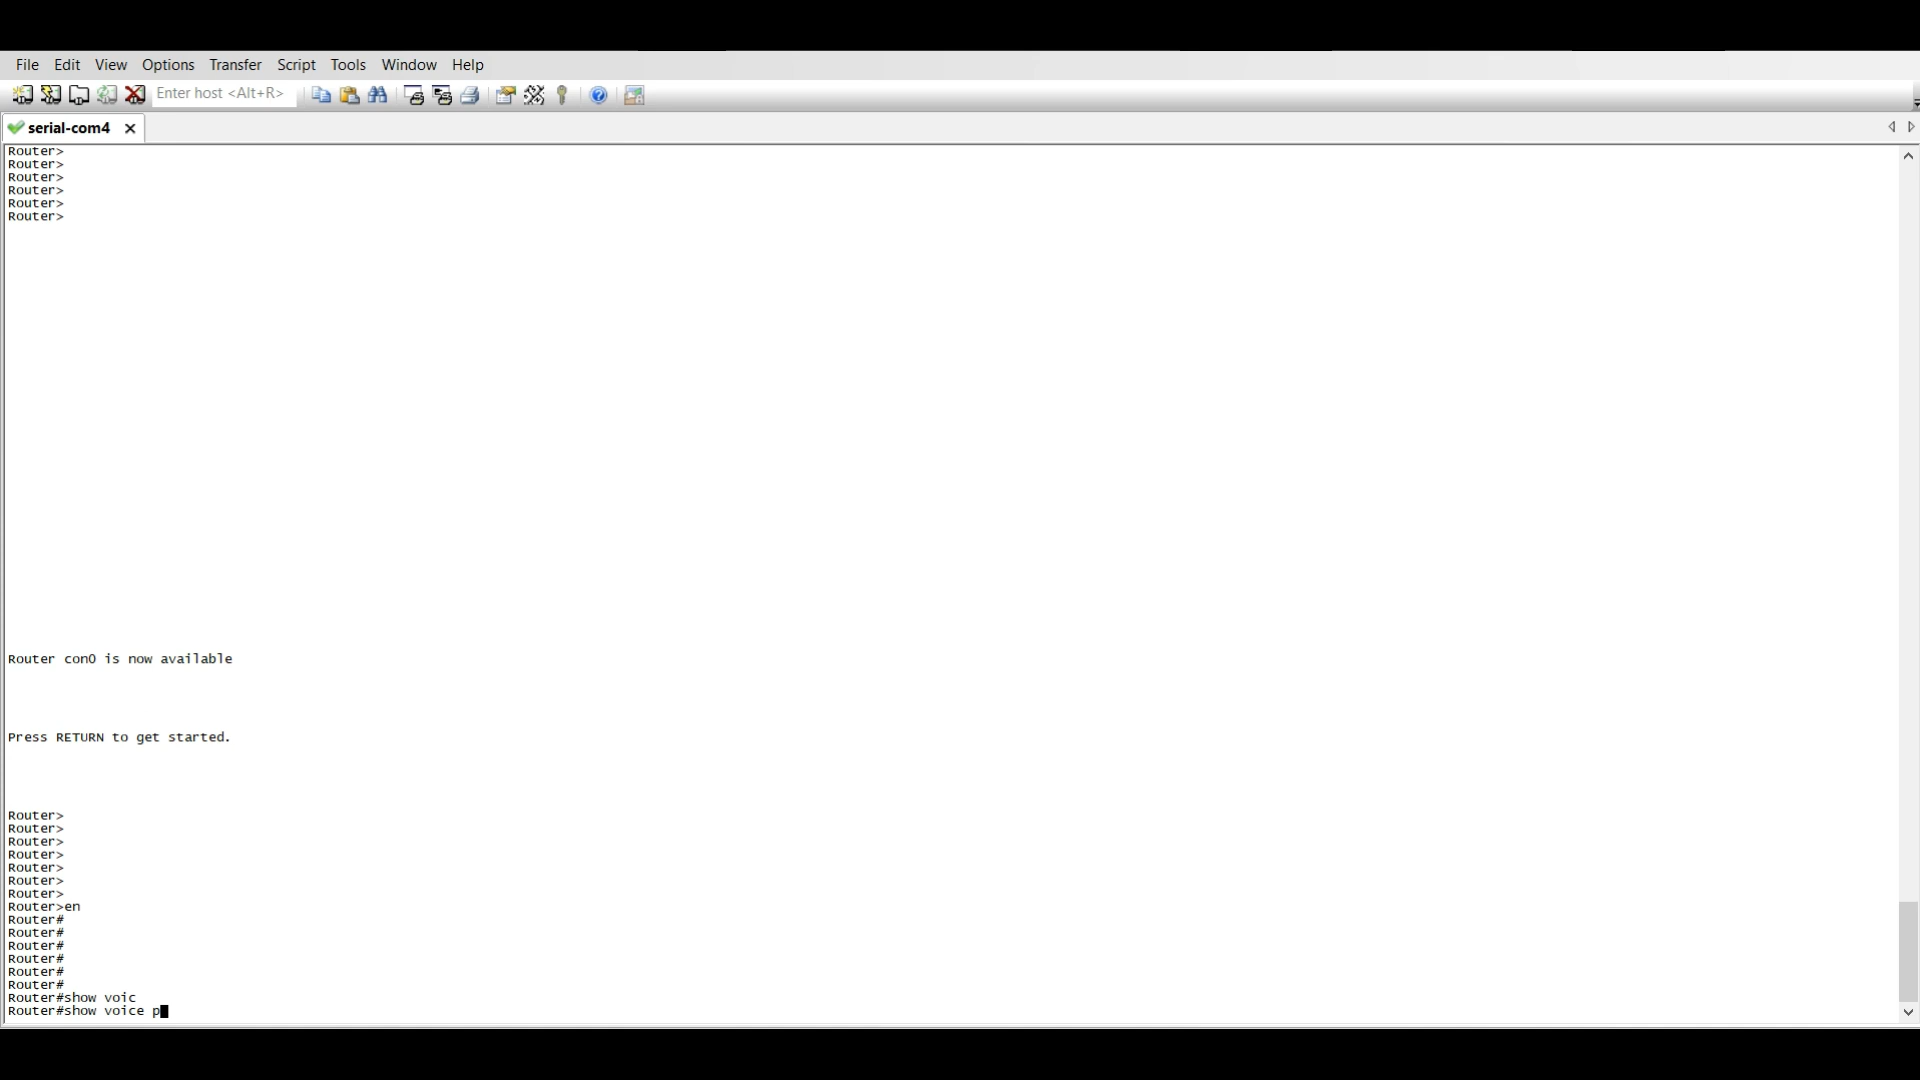 File Edit View Options Transfer Script Tools Window Help
Enter host <Alt+R>
serial-com4
Router>
Router>
Router>
Router>
Router>
Router>
Router con0 is now available
Press RETURN to get started.
Router>
Router>
Router>
Router>
Router>
Router>
Router>
Router>en
Router#
Router#
Router#
Router#
Router#
Router#
Router#show voic
Router#show voice p